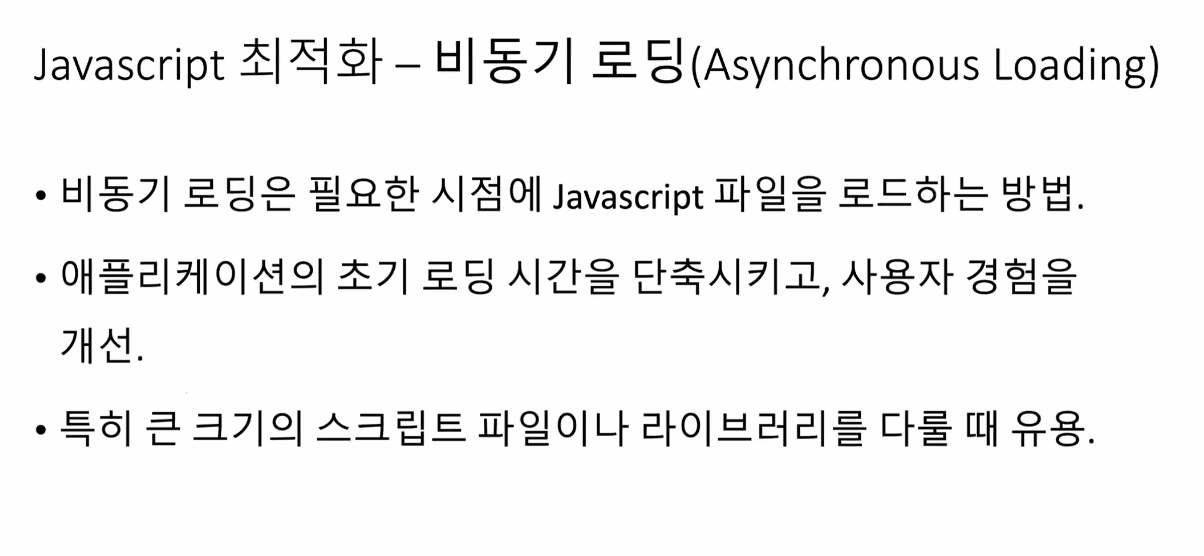 Javascript 최적화 – 비동기 로딩(Asynchronous Loading)
• 비동기 로딩은 필요한 시점에 Javascript 파일을 로드하는 방법.
• 애플리케이션의 초기 로딩 시간을 단축시키고, 사용자 경험을
개선.
• 특히 큰 크기의 스크립트 파일이나 라이브러리를 다룰 때 유용.